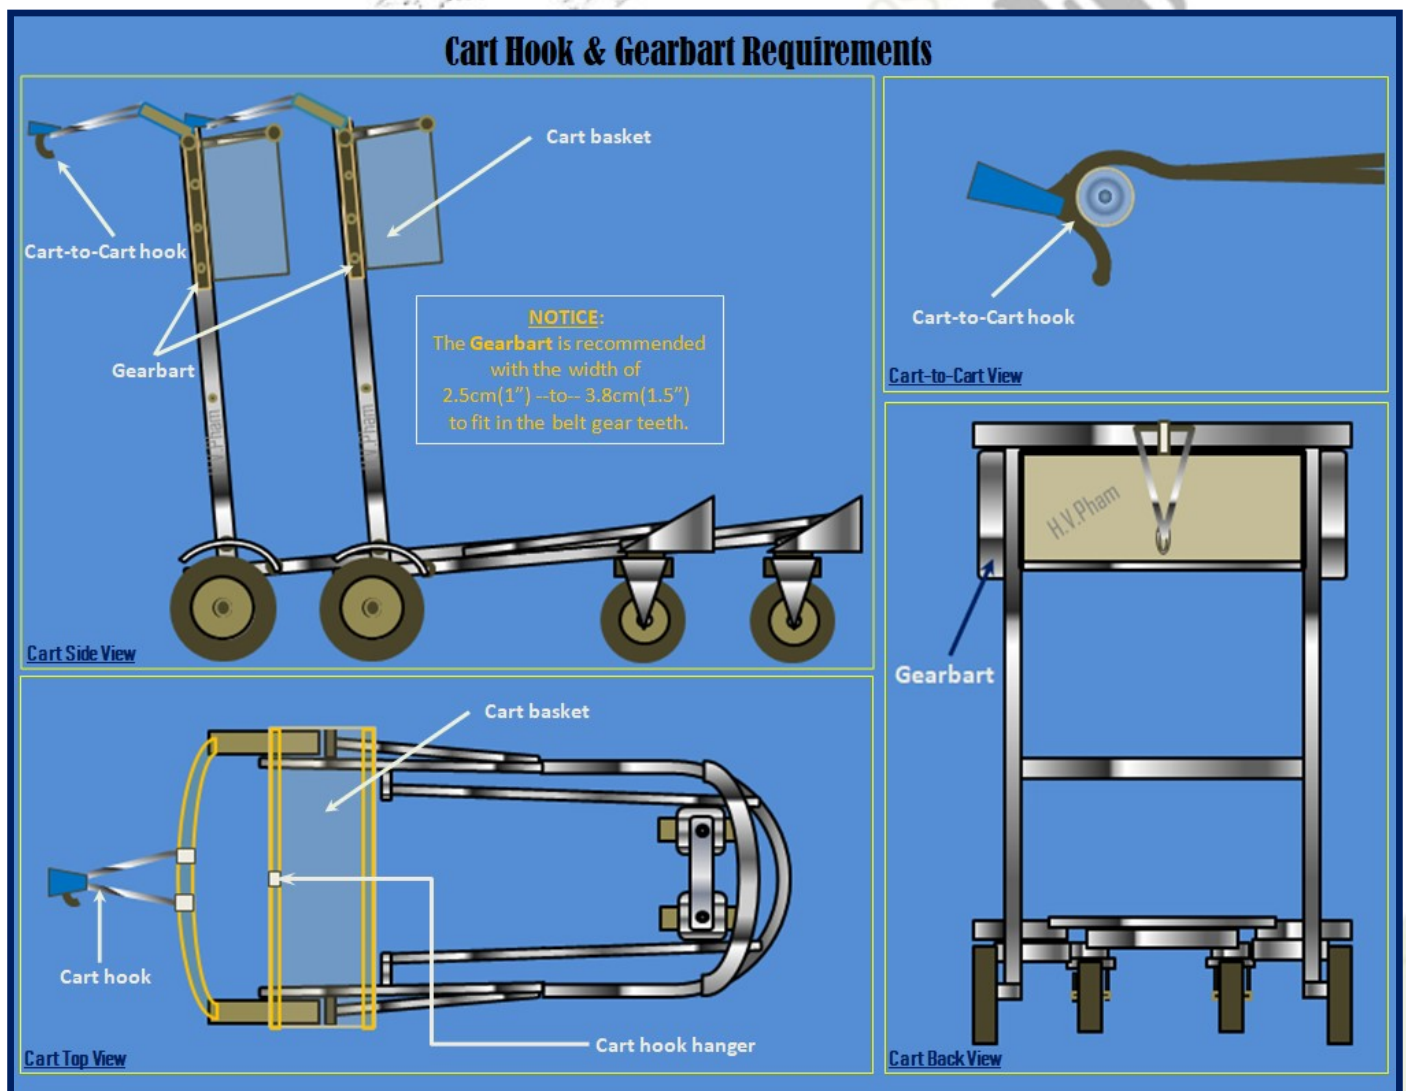 Cart Hook & Gearbart Requirements
Cart basket
Cart-to-Cart hook
Gearbart
NOTICE:
The Gearbart is recommended
with the width of
2.5cm(1”) --to-- 3.8cm(1.5”)
to fit in the belt gear teeth.
H.V.Pham
H.V.Pham
Cart Side View
Cart-to-Cart hook
Cart-to-Cart View
Cart basket
Cart hook
Cart hook hanger
Cart Top View
H.V.Pham
Gearbart
Cart Back View